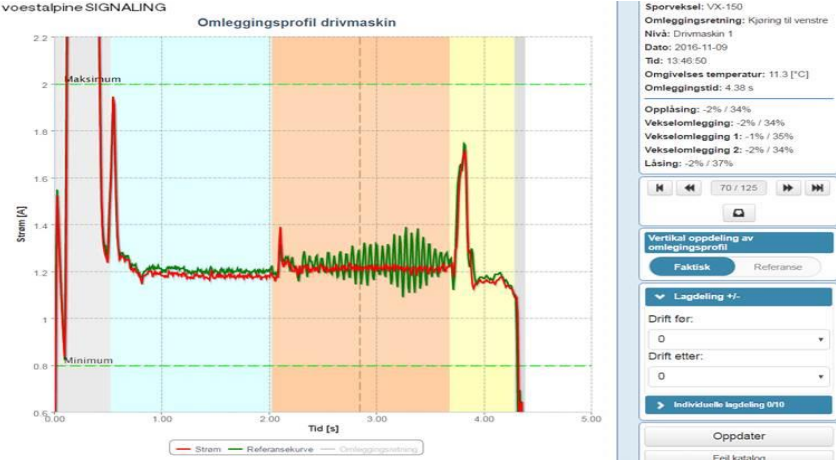 voestalpine SIGNALING
Omleggingsprofil drivmaskin
2.2
Maksimum
2
1.8
1.6
1.4
1.2
1
Minimum
0.8
0.6
Strøm [A]
0.00 1.00 2.00 3.00 4.00 5.00
Tid [s]
Strøm Referansekurve Omleggingsretning
Sporveksel: VX-150
Omleggingsretning: Kjøring til venstre
Nivå: Drivmaskin 1
Dato: 2016-11-09
Tid: 13:46:50
Omgivelses temperatur: 11.3 [°C]
Omleggingstid: 4.38 s
Opplåsing: -2% / 34%
Vekselomlegging: -2% / 34%
Vekselomlegging 1: -1% / 35%
Vekselomlegging 2: -2% / 34%
Låsing: -2% / 37%
70 / 125
Vertikal oppdeling av
omlegingsprofil
Faktisk Referanse
Lagdeling +/-
Drift før:
0
Drift etter:
0
Individuelle lagdeling 0/10
Oppdater
Feil katalog